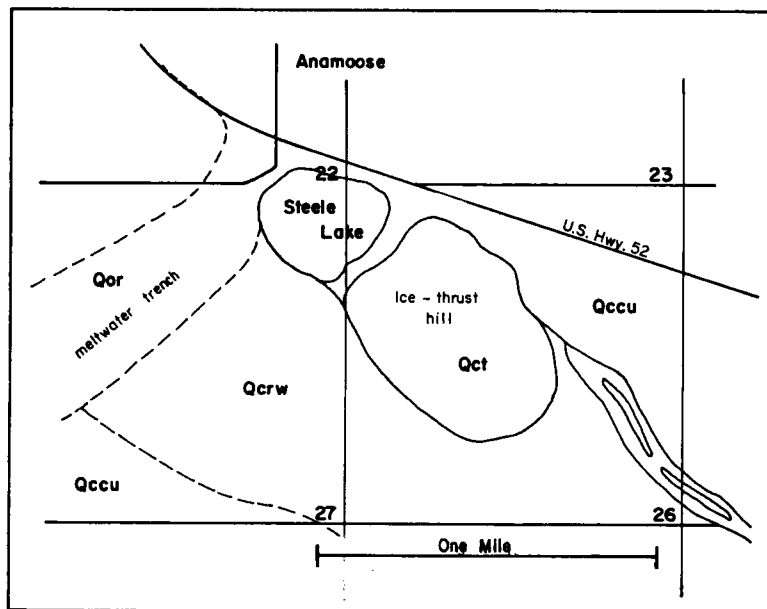 Anamoose
22
23
Steele
Lake
U.S. Hwy. 52
Qor
meltwater trench
Ice - thrust
hill
Qccu
Qct
Qcrw
Qccu
27
26
One Mile